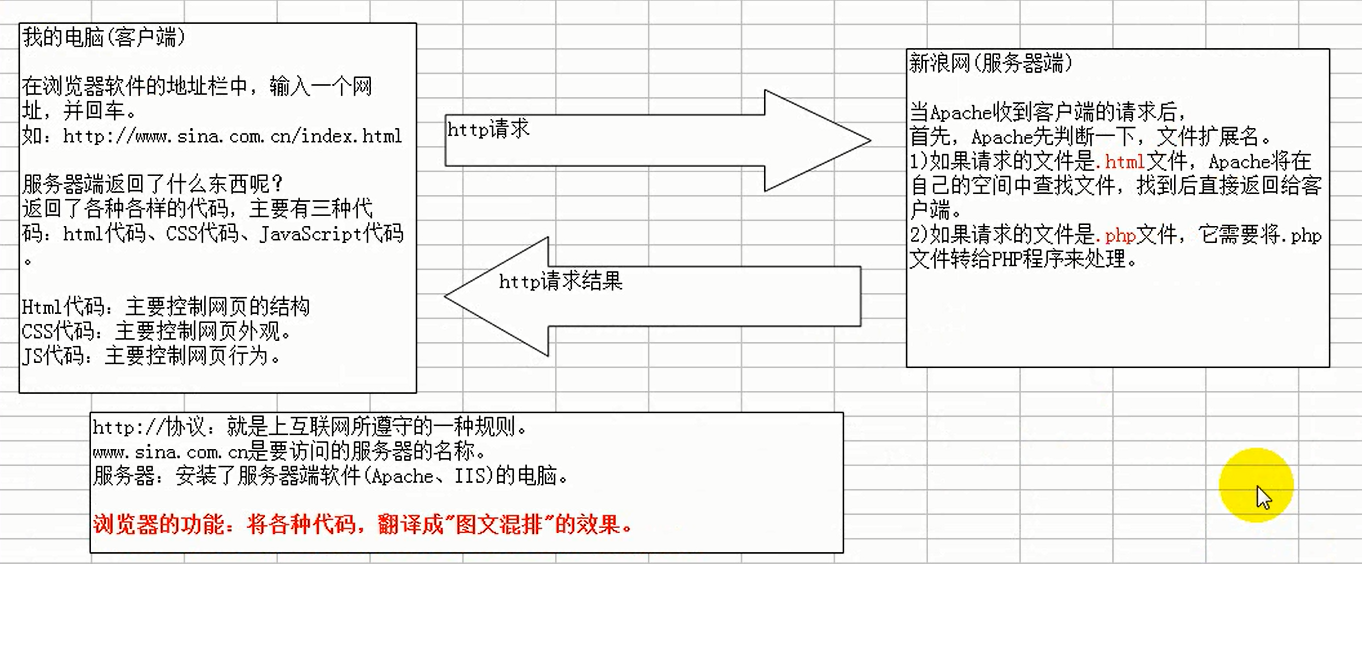 我的电脑(客户端)
在浏览器软件的地址栏中，输入一个网
址，并回车。
如：http://www.sina.com.cn/index.html
服务器端返回了什么东西呢？
返回了各种各样的代码，主要有三种代
码：html代码、CSS代码、JavaScript代码
。
Html代码：主要控制网页的结构
CSS代码：主要控制网页外观。
JS代码：主要控制网页行为。
http请求
http请求结果
新浪网(服务器端)
当Apache收到客户端的请求后，
首先，Apache先判断一下，文件扩展名。
1)如果请求的文件是.html文件，Apache将在
自己的空间中查找文件，找到后直接返回给客
户端。
2)如果请求的文件是.php文件，它需要将.php
文件转给PHP程序来处理。
http://协议：就是上互联网所遵守的一种规则。
www.sina.com.cn是要访问的服务器的名称。
服务器：安装了服务器端软件(Apache、IIS)的电脑。
浏览器的功能：将各种代码，翻译成"图文混排"的效果。